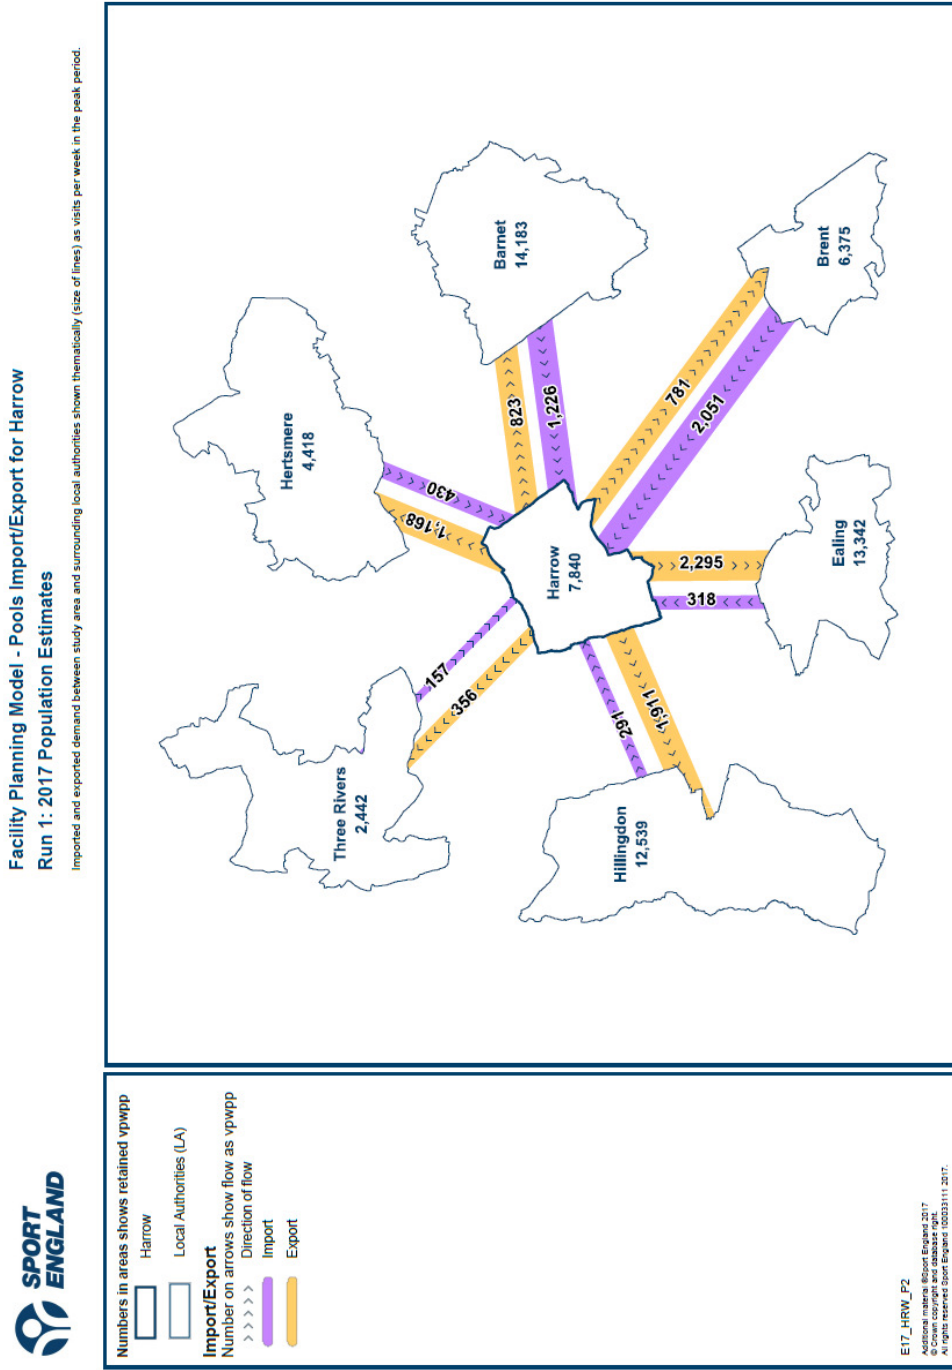 SPORT
ENGLAND
Facility Planning Model - Pools Import/Export for Harrow
Run 1: 2017 Population Estimates
Imported and exported demand between study area and surrounding local authorities shown thematically (size of lines) as visits per week in the peak period.
Numbers in areas shows retained vpwpp
Harrow
Local Authorities (LA)
Import/Export
Number on arrows show flow as vpwpp
Direction of flow
Import
Export
E17_HRW_P2
Additional material ©Sport England 2017
© Crown copyright and database right.
All rights reserved Sport England 100033111 2017.
Three Rivers
2,442
Hertsmere
4,418
Barnet
14,183
Brent
6,375
Ealing
13,342
Hillingdon
12,539
Harrow
7,840
157
356
1,168
430
823
1,226
781
2,051
2,295
318
291
1,911